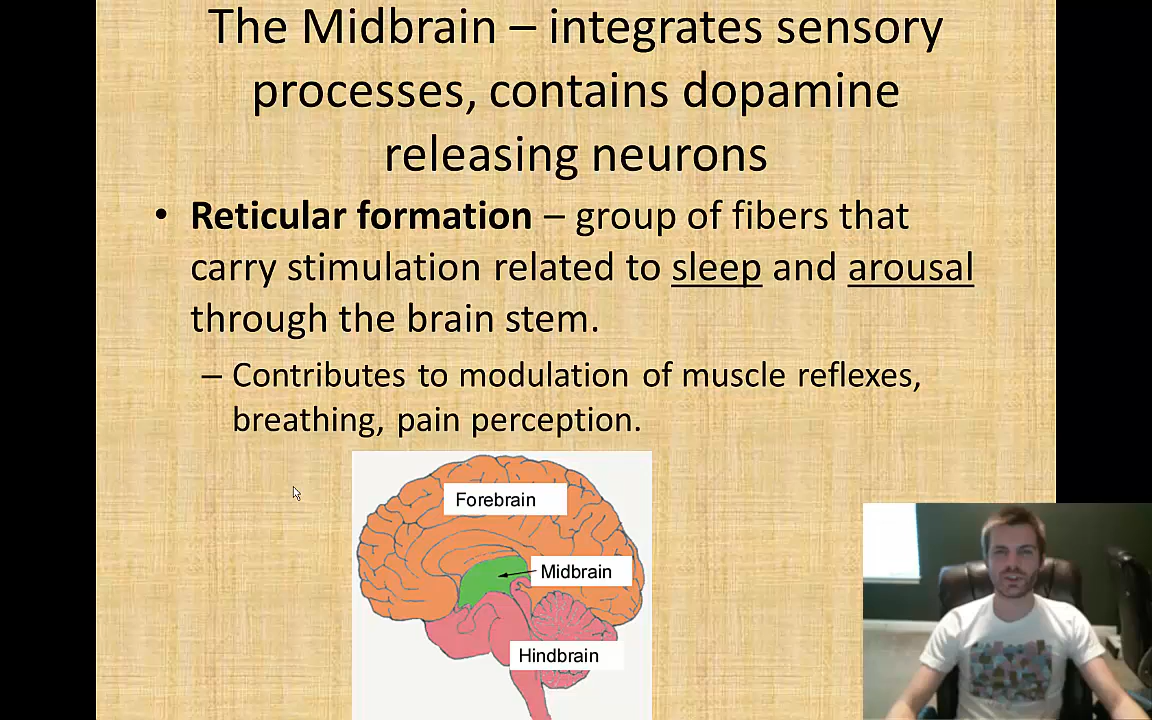 The Midbrain – integrates sensory
processes, contains dopamine
releasing neurons
• Reticular formation – group of fibers that
carry stimulation related to sleep and arousal
through the brain stem.
– Contributes to modulation of muscle reflexes,
breathing, pain perception.
Forebrain
Midbrain
Hindbrain